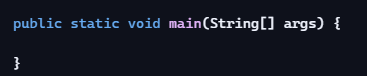 public static void main(String[] args) {
}